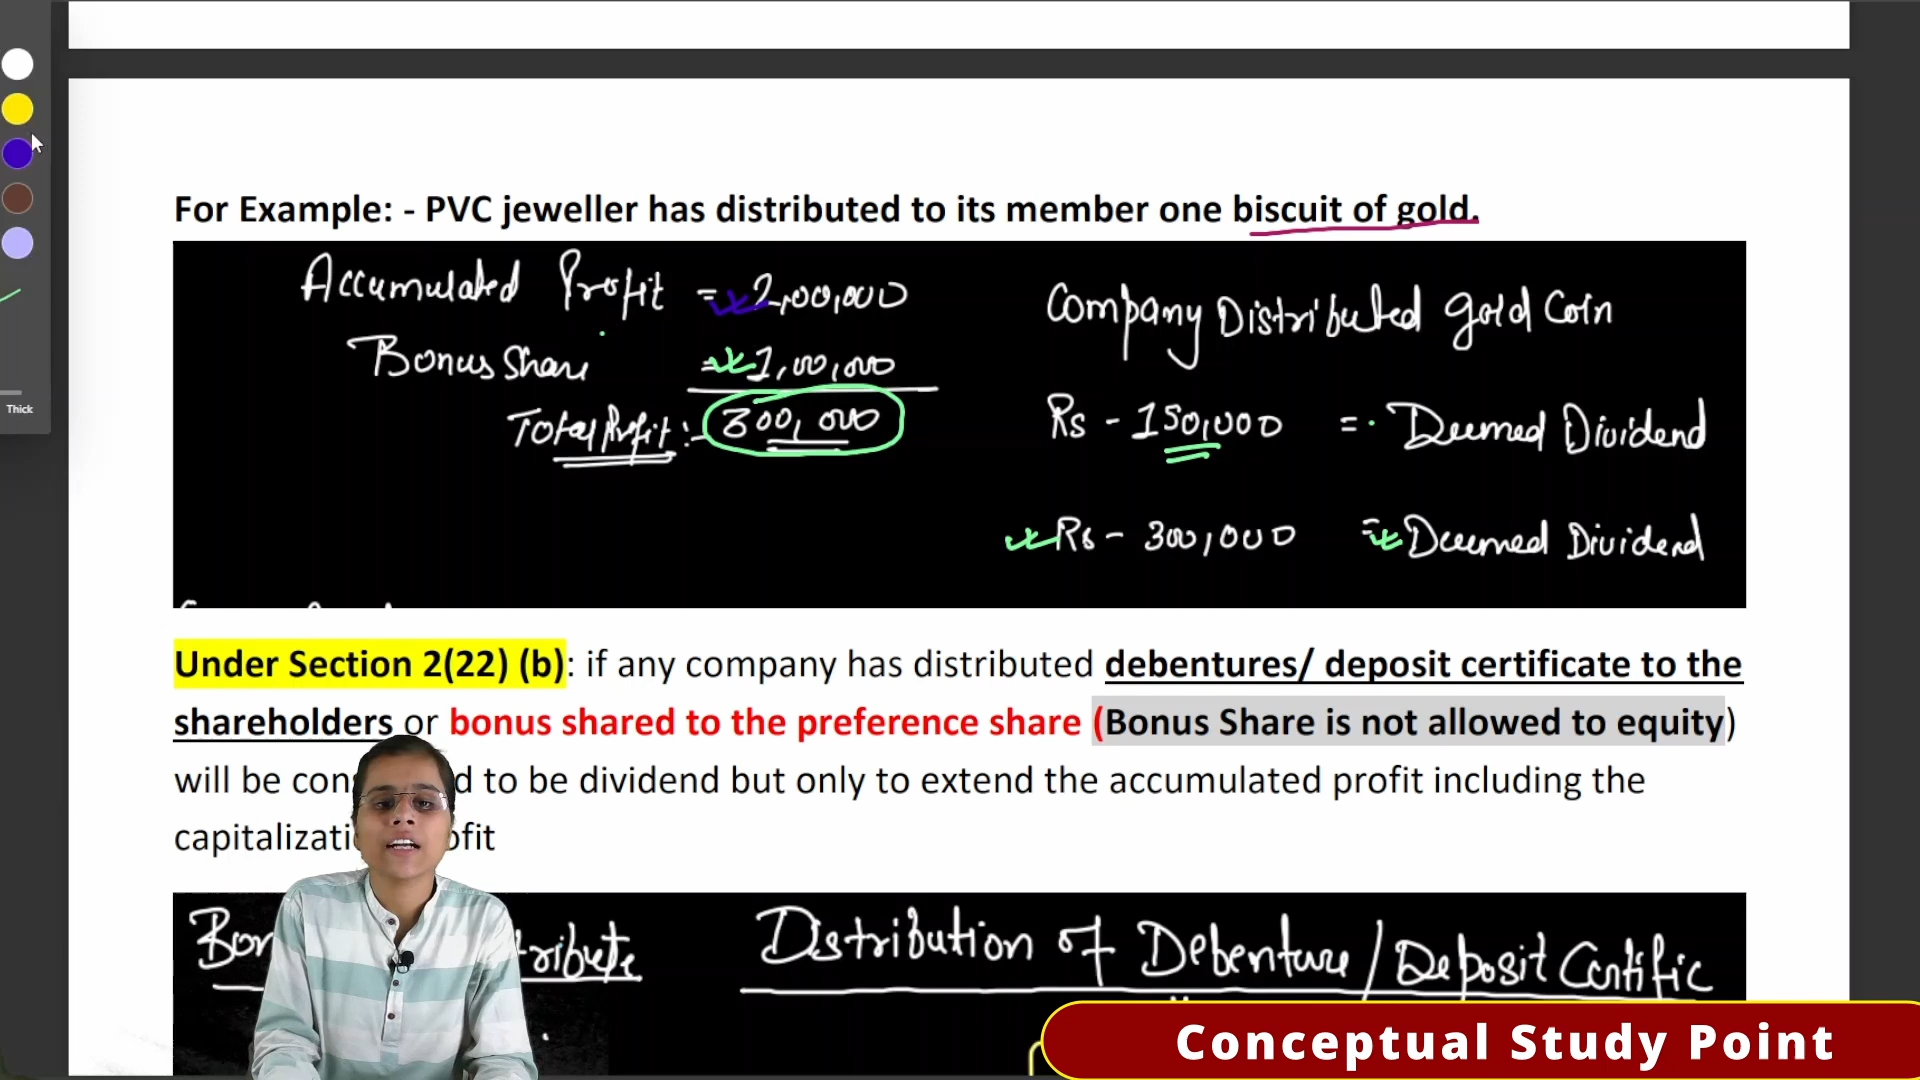 Thick
For Example: - PVC jeweller has distributed to its member one biscuit of gold.
Accumulated Profit = 2,00,000
Bonus Share = 1,00,000
Total Profit :- 300,000
Company Distributed gold Coin
Rs - 150,000 = Deemed Dividend
Rs - 300,000 = Deemed Dividend
Under Section 2(22) (b): if any company has distributed debentures/ deposit certificate to the
shareholders or bonus shared to the preference share (Bonus Share is not allowed to equity)
will be to be dividend but only to extend the accumulated profit including the
Distribution of Debenture / Deposit
Conceptual Study Point